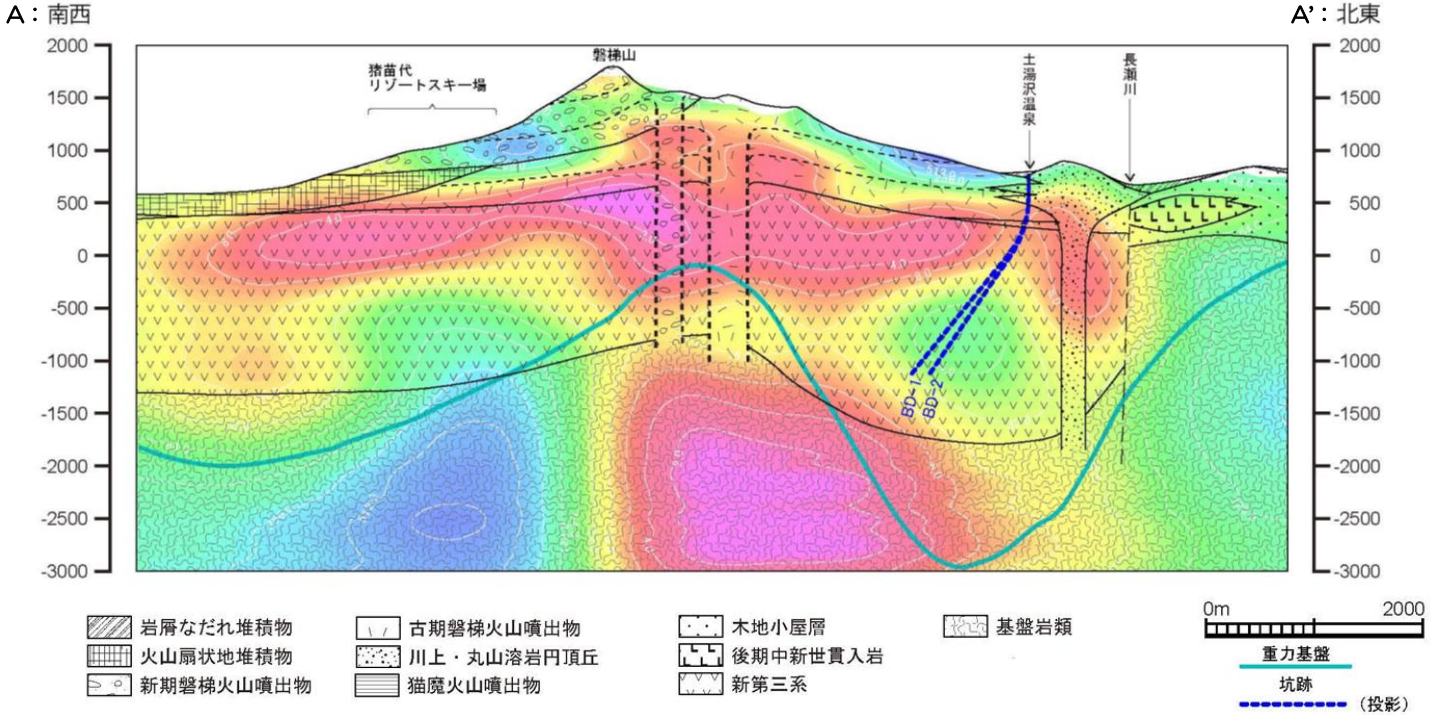 A：南西
A'：北東
2000
1500
1000
500
0
-500
-1000
-1500
-2000
-2500
-3000
2000
1500
1000
500
0
-500
-1000
-1500
-2000
-2500
-3000
猪苗代
リゾートスキー場
磐梯山
土湯沢温泉
長瀬川
BD-1
BD-2
4.0
4.0
岩屑なだれ堆積物
火山扇状地堆積物
新期磐梯火山噴出物
古期磐梯火山噴出物
川上・丸山溶岩円頂丘
猫魔火山噴出物
木地小屋層
後期中新世貫入岩
新第三系
基盤岩類
0m 2000
重力基盤
坑跡
（投影）